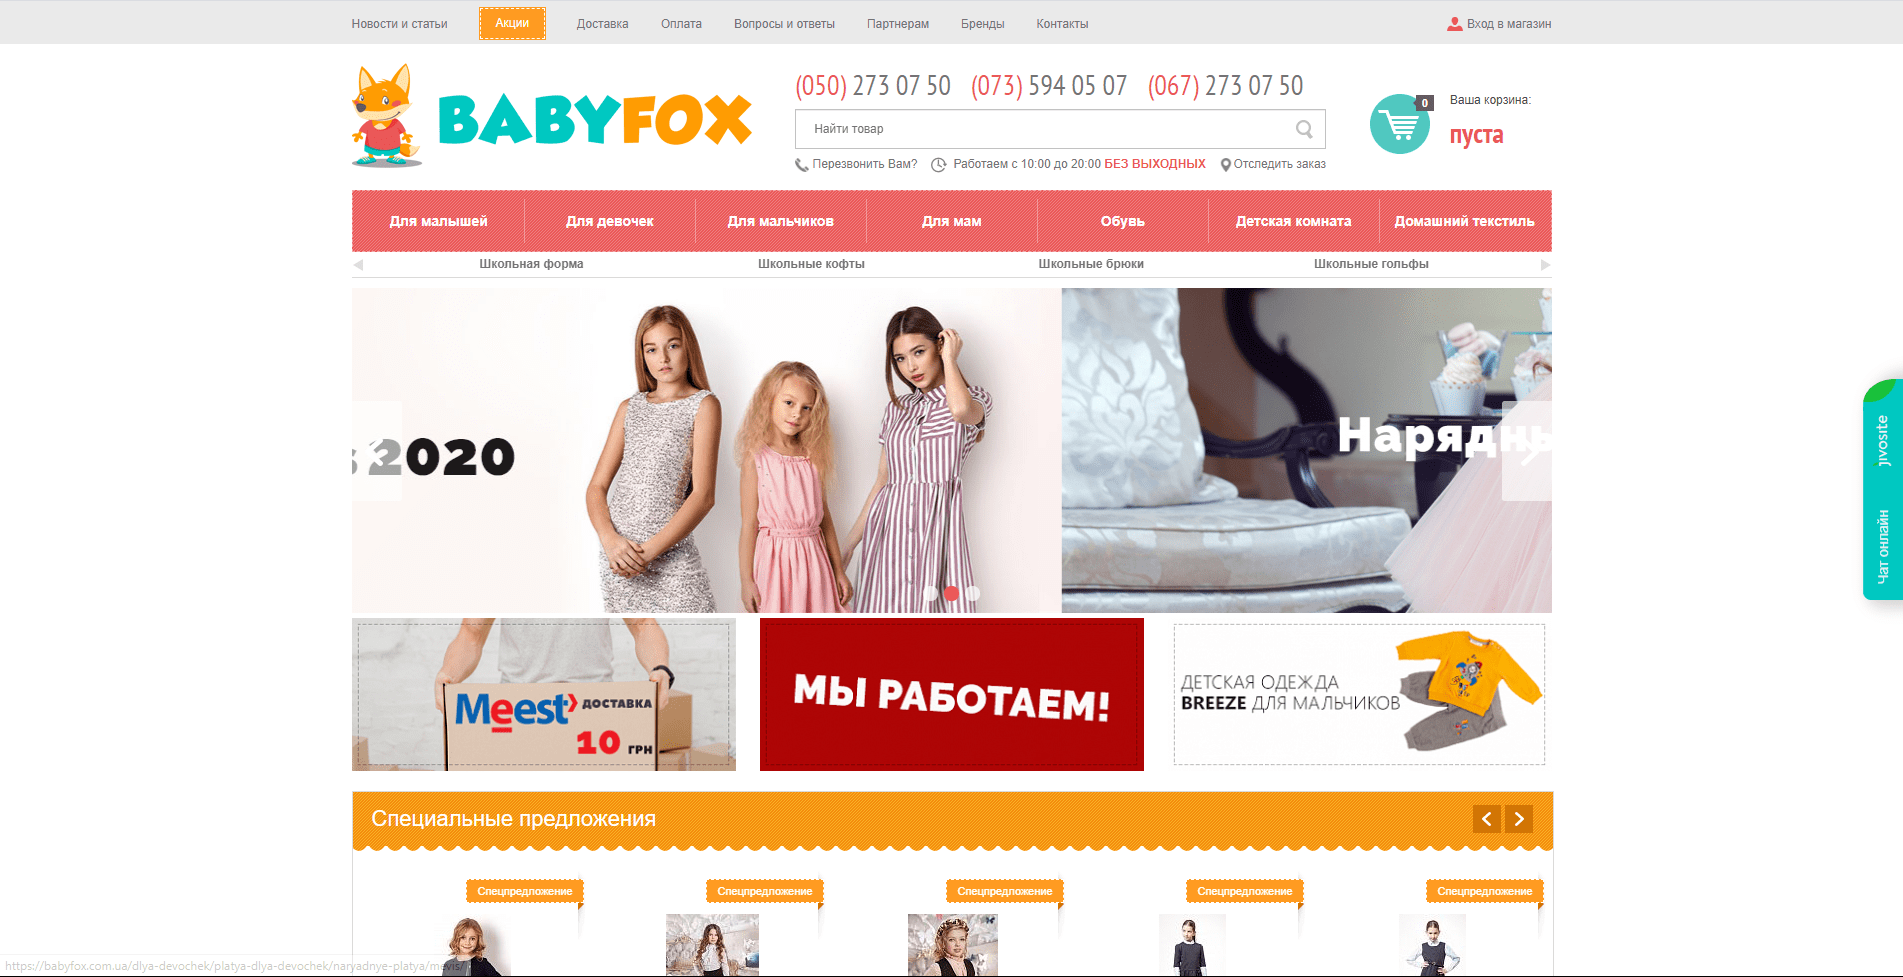 Новости и статьи Акции Доставка Оплата Вопросы и ответы Партнерам Бренды Контакты Вход в магазин
BABYFOX
(050) 273 07 50 (073) 594 05 07 (067) 273 07 50
Найти товар
Перезвонить Вам? Работаем с 10:00 до 20:00 БЕЗ ВЫХОДНЫХ Отследить заказ
0
Ваша корзина:
пуста
Для малышей Для девочек Для мальчиков Для мам Обувь Детская комната Домашний текстиль
Школьная форма Школьные кофты Школьные брюки Школьные гольфы
2020
Нарядны
jivosite
Чат онлайн
Meest ДОСТАВКА
10 ГРН
МЫ РАБОТАЕМ!
ДЕТСКАЯ ОДЕЖДА
BREEZE ДЛЯ МАЛЬЧИКОВ
Специальные предложения
Спецпредложение Спецпредложение Спецпредложение Спецпредложение Спецпредложение
https://babyfox.com.ua/dlya-devochek/platya-dlya-devochek/naryadnye-platya/mevis/